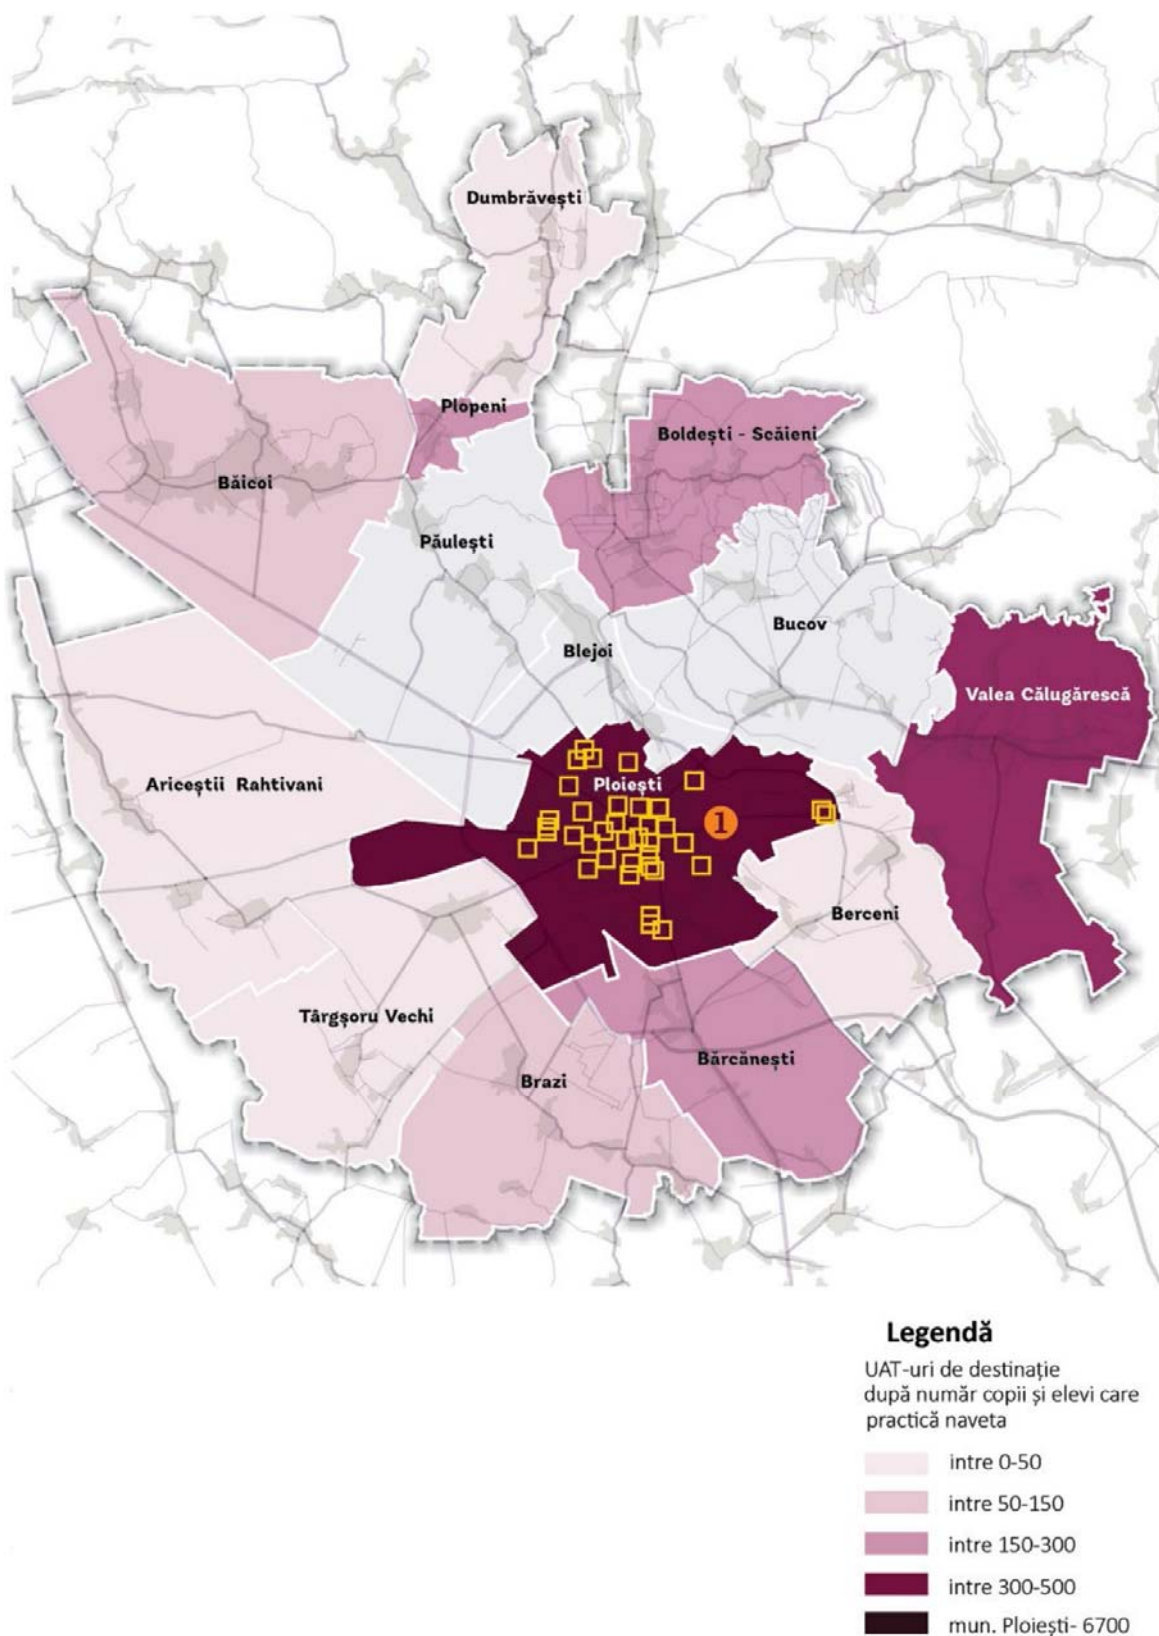 Dumbrăvești
Plopeni
Boldești - Scăieni
Băicoi
Păulești
Bucov
Blejoi
Valea Călugărescă
Ariceștii Rahtivani
Ploiești
1
Berceni
Târgșoru Vechi
Bărcănești
Brazi
Legendă
UAT-uri de destinație
după număr copii și elevi care
practică naveta
intre 0-50
intre 50-150
intre 150-300
intre 300-500
mun. Ploiești- 6700